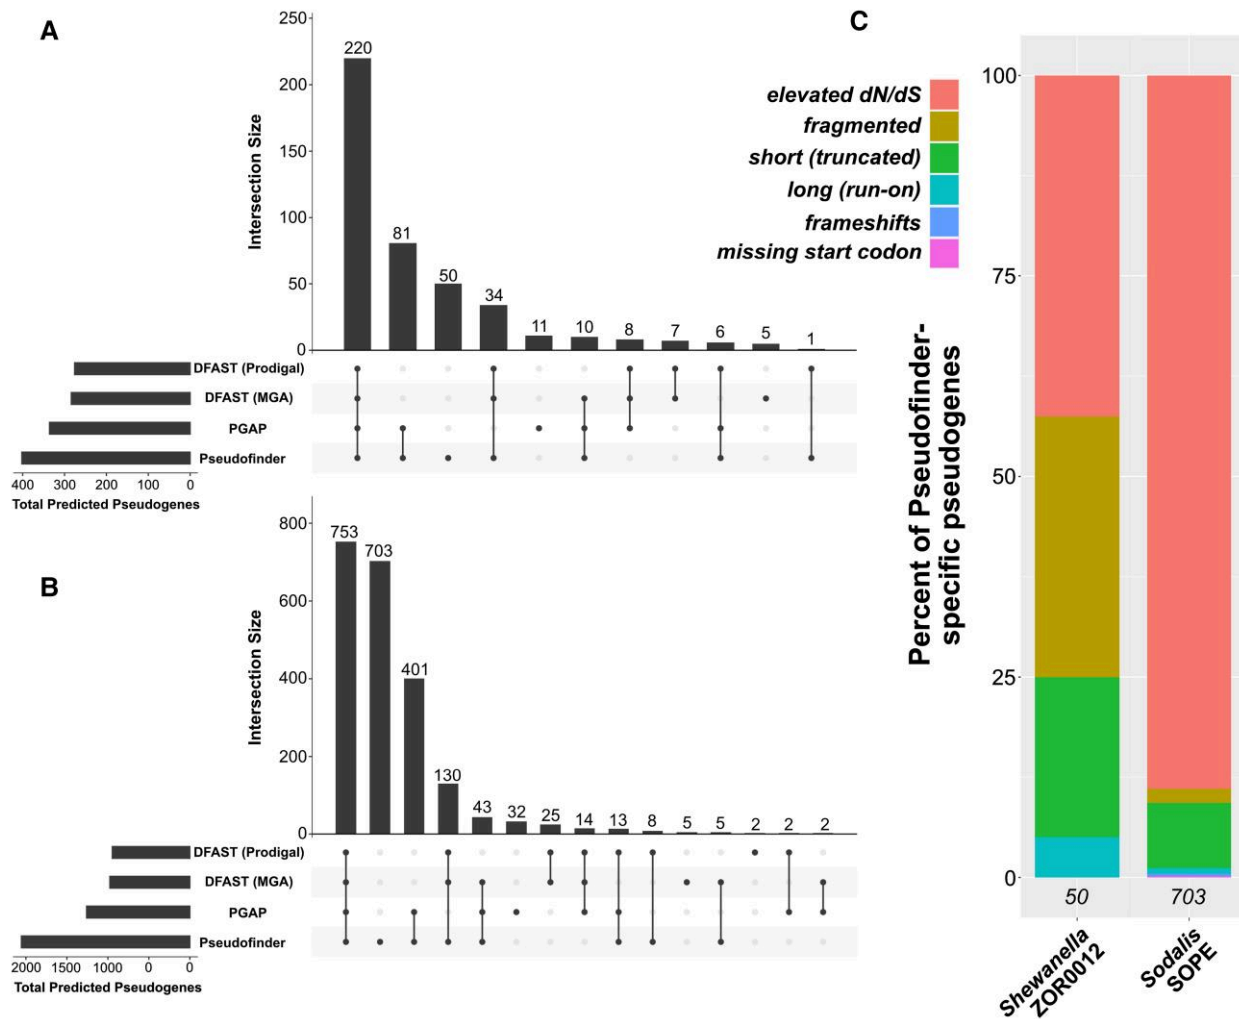 A
250
200
150
100
50
0
Intersection Size
220
81
50
34
11
10
8
7
6
5
1
DFAST (Prodigal)
DFAST (MGA)
PGAP
Pseudofinder
400 300 200 100 0
Total Predicted Pseudogenes
B
800
600
400
200
0
Intersection Size
753
703
401
130
43
32
25
14
13
8
5
5
2
2
2
DFAST (Prodigal)
DFAST (MGA)
PGAP
Pseudofinder
2000 1500 1000 0 0
Total Predicted Pseudogenes
C
elevated dN/dS
fragmented
short (truncated)
long (run-on)
frameshifts
missing start codon
Percent of Pseudofinder-
specific pseudogenes
100
75
50
25
0
50
703
Shewanella
ZOR0012
Sodalis
SOPE